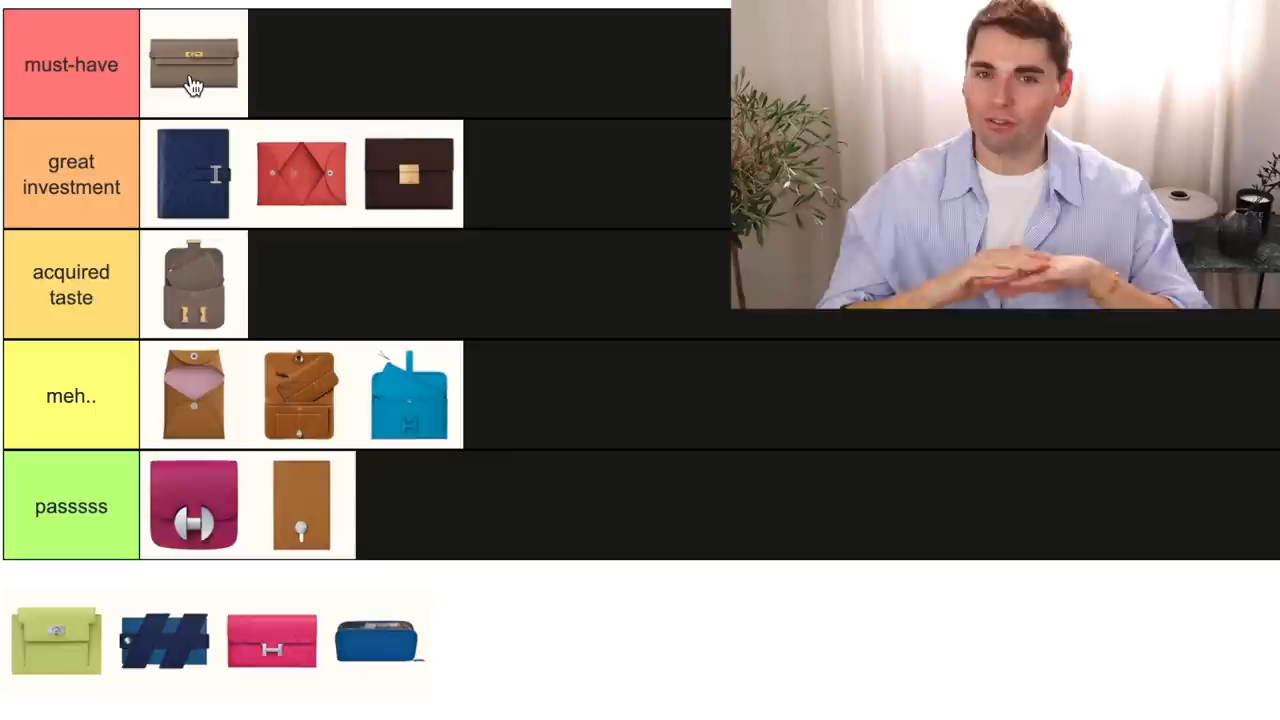 must-have
great
investment
acquired
taste
meh..
passsss